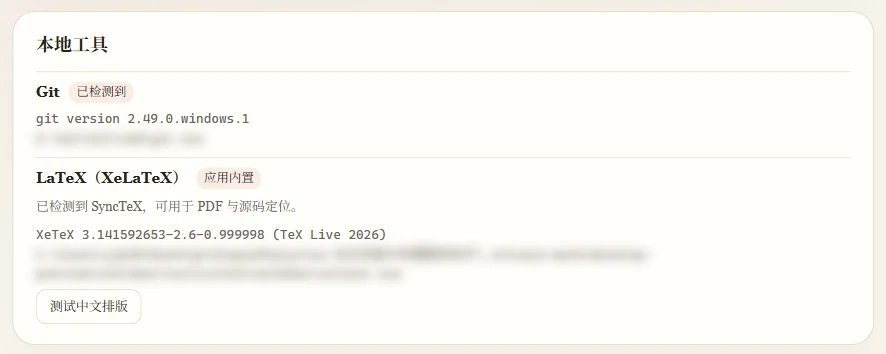 本地工具
Git 已检测到
git version 2.49.0.windows.1
LaTeX（XeLaTeX） 应用内置
已检测到 SyncTeX，可用于 PDF 与源码定位。
XeTeX 3.141592653-2.6-0.999998 (TeX Live 2026)
测试中文排版